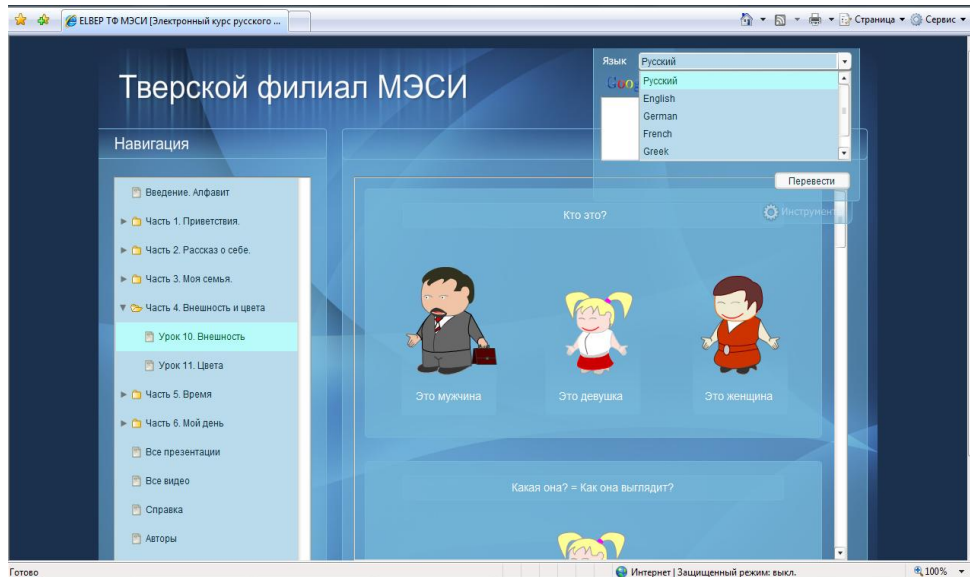 ELBEP ТФ МЭСИ [Электронный курс русского ...
Страница
Сервис
Тверской филиал МЭСИ
Язык
Русский
Русский
English
German
French
Greek
Перевести
Инструмент
Навигация
Введение. Алфавит
Часть 1. Приветствия.
Часть 2. Рассказ о себе.
Часть 3. Моя семья.
Часть 4. Внешность и цвета
Урок 10. Внешность
Урок 11. Цвета
Часть 5. Время
Часть 6. Мой день
Все презентации
Все видео
Справка
Авторы
Кто это?
Это мужчина
Это девушка
Это женщина
Какая она? = Как она выглядит?
Готово
Интернет | Защищенный режим: выкл.
100%